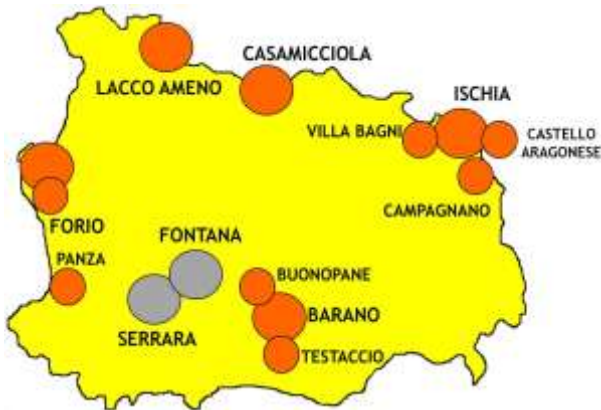 CASAMICCIOLA
LACCO AMENO
ISCHIA
VILLA BAGNI
CASTELLO
ARAGONESE
CAMPAGNANO
FORIO
FONTANA
PANZA
BUONOPANE
BARANO
SERRARA
TESTACCIO